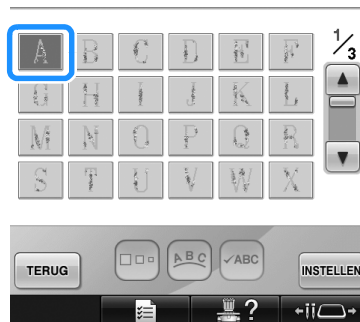 A B C D E F 1/3
G H I J K L
M N O P Q R
S T U V W X
TERUG ABC ✓ABC INSTELLEN
?